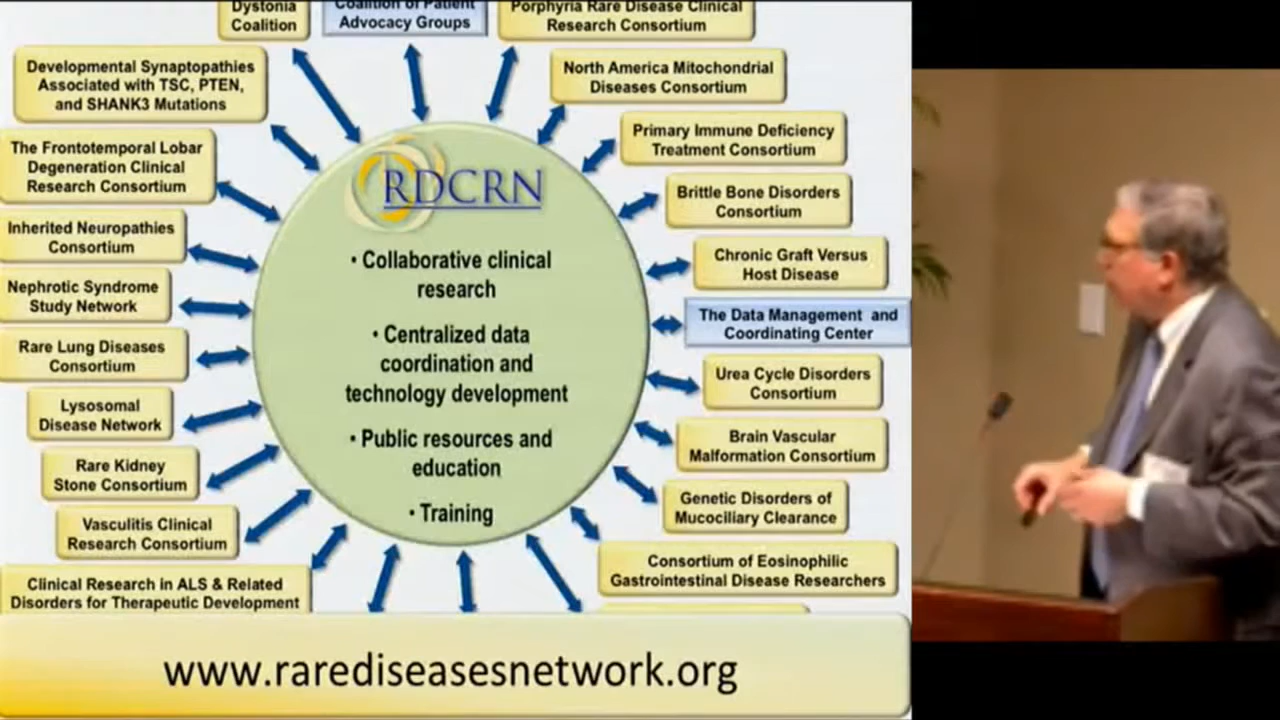 Dystonia
Coalition
Coalition of Patient
Advocacy Groups
Porphyria Rare Disease Clinical
Research Consortium
Developmental Synaptopathies
Associated with TSC, PTEN,
and SHANK3 Mutations
North America Mitochondrial
Diseases Consortium
The Frontotemporal Lobar
Degeneration Clinical
Research Consortium
Primary Immune Deficiency
Treatment Consortium
Inherited Neuropathies
Consortium
Brittle Bone Disorders
Consortium
Nephrotic Syndrome
Study Network
Chronic Graft Versus
Host Disease
Rare Lung Diseases
Consortium
The Data Management and
Coordinating Center
Lysosomal
Disease Network
Urea Cycle Disorders
Consortium
Rare Kidney
Stone Consortium
Brain Vascular
Malformation Consortium
Vasculitis Clinical
Research Consortium
Genetic Disorders of
Mucociliary Clearance
Clinical Research in ALS & Related
Disorders for Therapeutic Development
Consortium of Eosinophilic
Gastrointestinal Disease Researchers
RDCRN
• Collaborative clinical
research
• Centralized data
coordination and
technology development
• Public resources and
education
• Training
www.rarediseasesnetwork.org